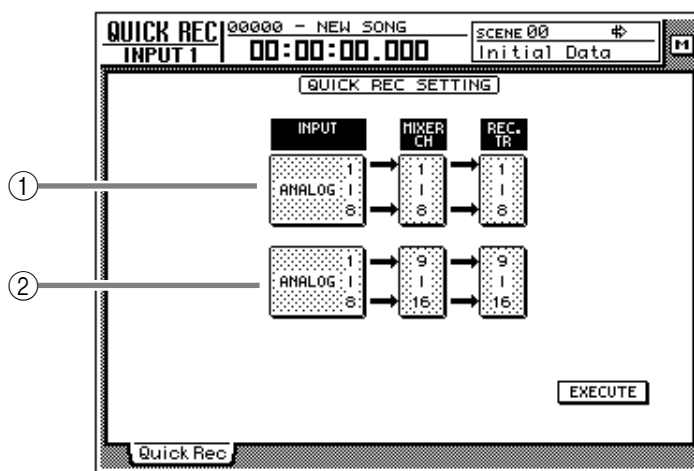 QUICK REC 00000 - NEW SONG SCENE 00
INPUT 1 00:00:00.000 Initial Data M
QUICK REC SETTING
INPUT MIXER CH REC. TR
① ANALOG 1 | 8 1 | 8 1 | 8
② ANALOG 1 | 8 9 | 16 9 | 16
EXECUTE
Quick Rec